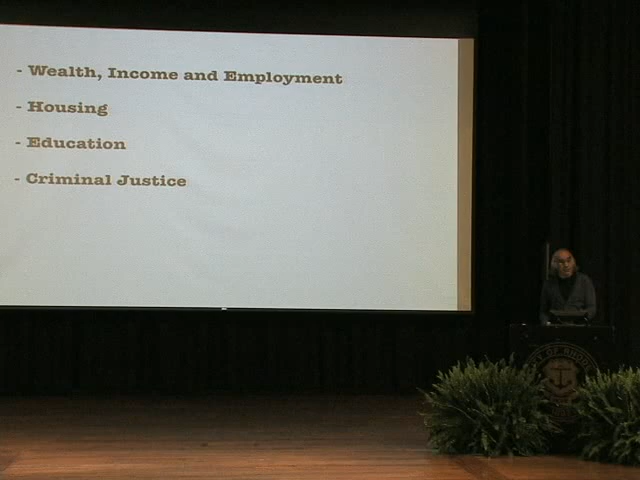 - Wealth, Income and Employment
- Housing
- Education
- Criminal Justice